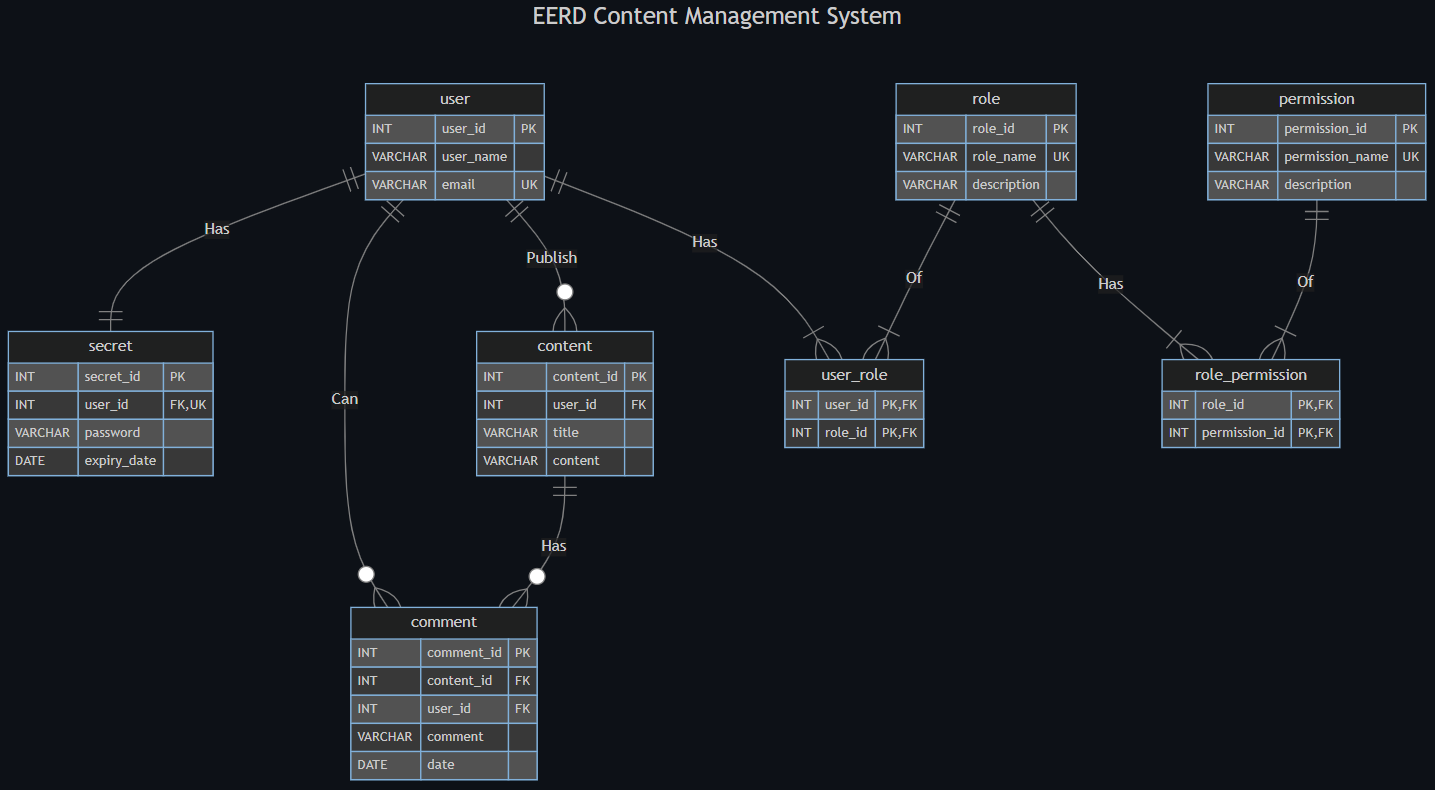 EERD Content Management System
user
INT user_id PK
VARCHAR user_name
VARCHAR email UK
role
INT role_id PK
VARCHAR role_name UK
VARCHAR description
permission
INT permission_id PK
VARCHAR permission_name UK
VARCHAR description
Has
Publish
Has
Of
Has
Of
secret
INT secret_id PK
INT user_id FK,UK
VARCHAR password
DATE expiry_date
Can
content
INT content_id PK
INT user_id FK
VARCHAR title
VARCHAR content
user_role
INT user_id PK,FK
INT role_id PK,FK
role_permission
INT role_id PK,FK
INT permission_id PK,FK
Has
comment
INT comment_id PK
INT content_id FK
INT user_id FK
VARCHAR comment
DATE date